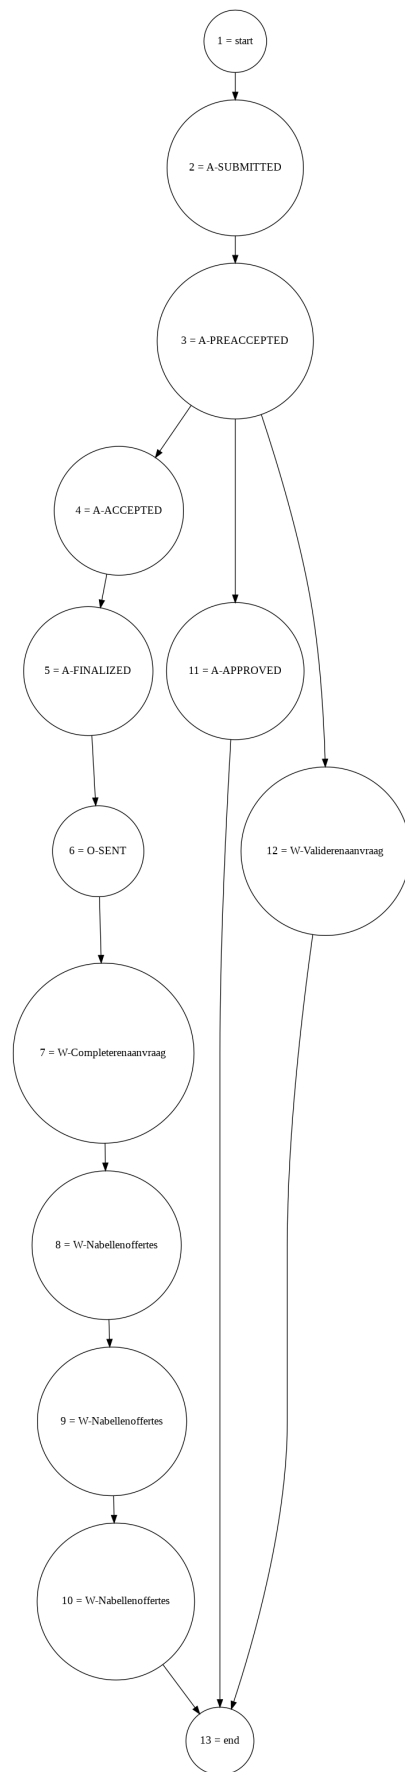 1 = start
2 = A-SUBMITTED
3 = A-PREACCEPTED
4 = A-ACCEPTED
5 = A-FINALIZED
11 = A-APPROVED
6 = O-SENT
12 = W-Validerenaanvraag
7 = W-Completerenaanvraag
8 = W-Nabellenoffertes
9 = W-Nabellenoffertes
10 = W-Nabellenoffertes
13 = end